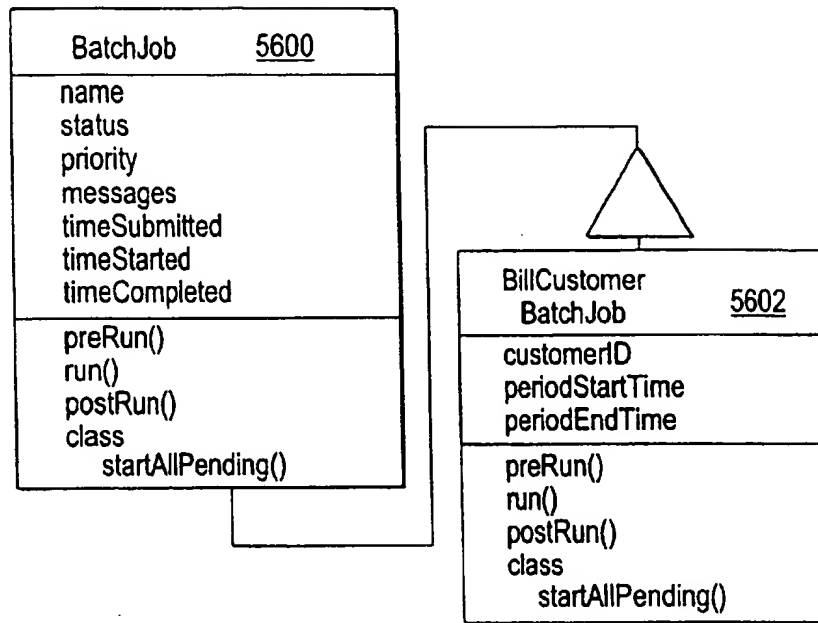 BatchJob 5600
name
status
priority
messages
timeSubmitted
timeStarted
timeCompleted
preRun()
run()
postRun()
class
startAllPending()
BillCustomer
BatchJob 5602
customerID
periodStartTime
periodEndTime
preRun()
run()
postRun()
class
startAllPending()